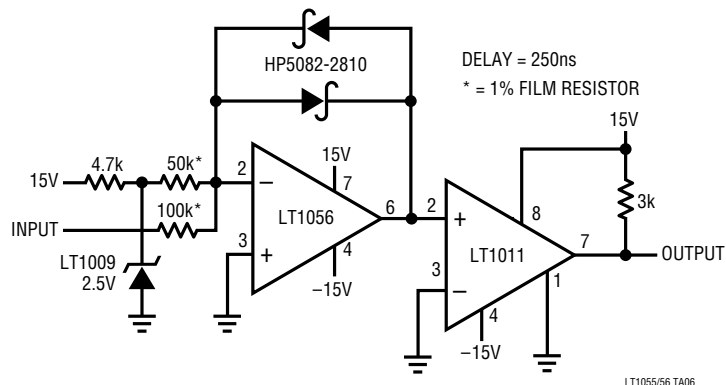 HP5082-2810
DELAY = 250ns
* = 1% FILM RESISTOR
15V
15V
4.7k
50k*
2
−
15V
7
8
3k
INPUT
100k*
LT1056
6
2
+
7
OUTPUT
3
+
4
−15V
LT1011
LT1009
2.5V
3
−
1
4
−15V
LT1055/56 TA06